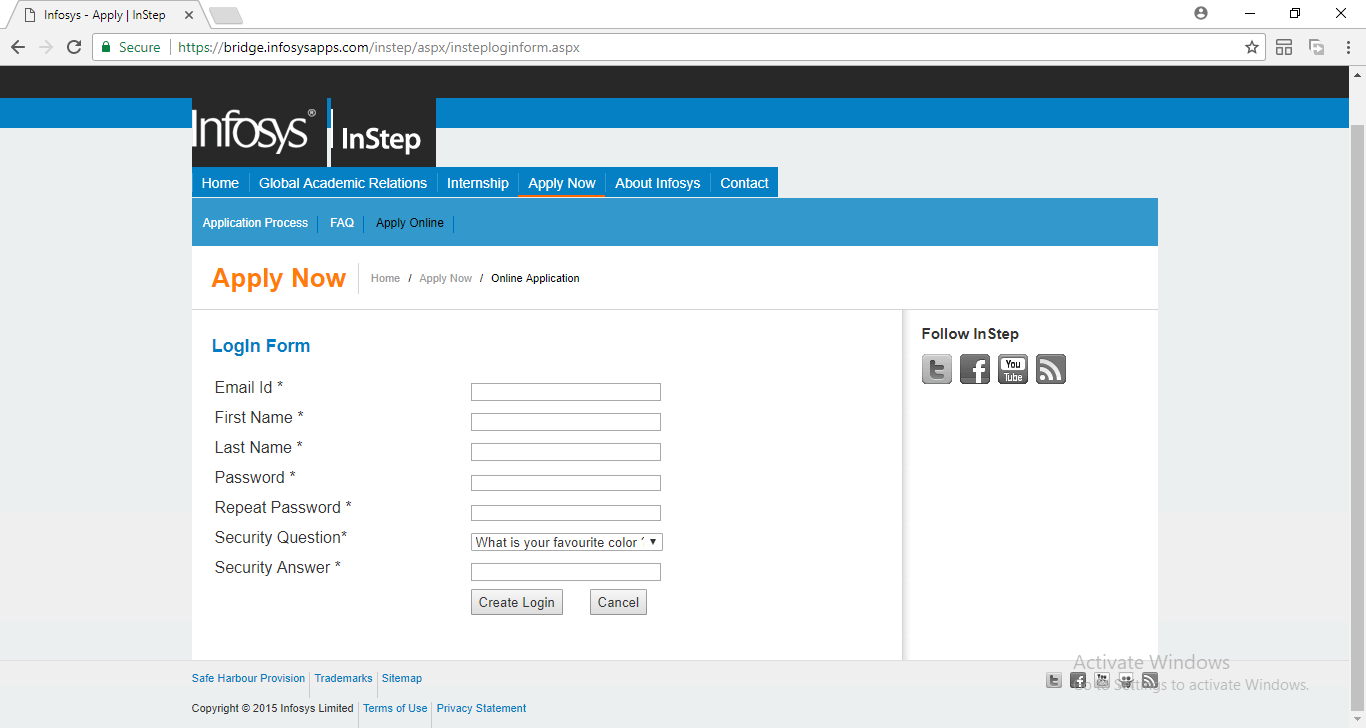 Infosys - Apply | InStep
Secure https://bridge.infosysapps.com/instep/aspx/insteploginform.aspx
Infosys® InStep
Home Global Academic Relations Internship Apply Now About Infosys Contact
Application Process FAQ Apply Online
Apply Now Home / Apply Now / Online Application
LogIn Form
Email Id *
First Name *
Last Name *
Password *
Repeat Password *
Security Question* What is your favourite color
Security Answer *
Create Login Cancel
Follow InStep
You Tube
Activate Windows
Safe Harbour Provision Trademarks Sitemap
to activate Windows.
Copyright © 2015 Infosys Limited Terms of Use Privacy Statement